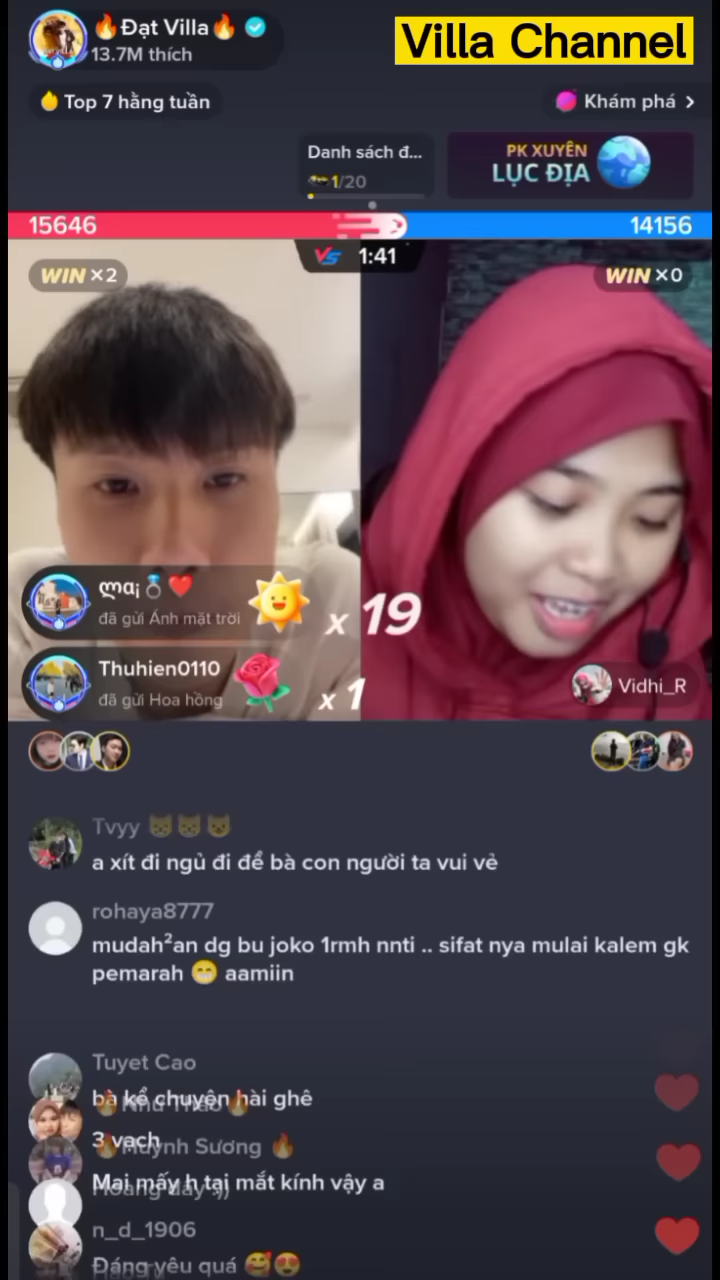 🔥Đạt Villa🔥
13.7M thích
Villa Channel
Top 7 hằng tuần
Khám phá >
Danh sách đ...
1/20
PK XUYÊN
LỤC ĐỊA
15646
14156
Vs 1:41
WIN ×2
WIN ×0
đã gửi Ánh mặt trời
x 19
Thuhien0110
đã gửi Hoa hồng
x 1
Vidhi_R
Tvyy 😸😸😸
a xít đi ngủ đi để bà con người ta vui vẻ
rohaya8777
mudah²an dg bu joko 1rmh nnti .. sifat nya mulai kalem gk
pemarah 😁 aamiin
Tuyet Cao
bà kể chuyện hài ghê
3 vạch
🔥Huỳnh Sương 🔥
Mai mấy h tại mắt kính vậy a
n_d_1906
Đáng yêu quá 🥰😍